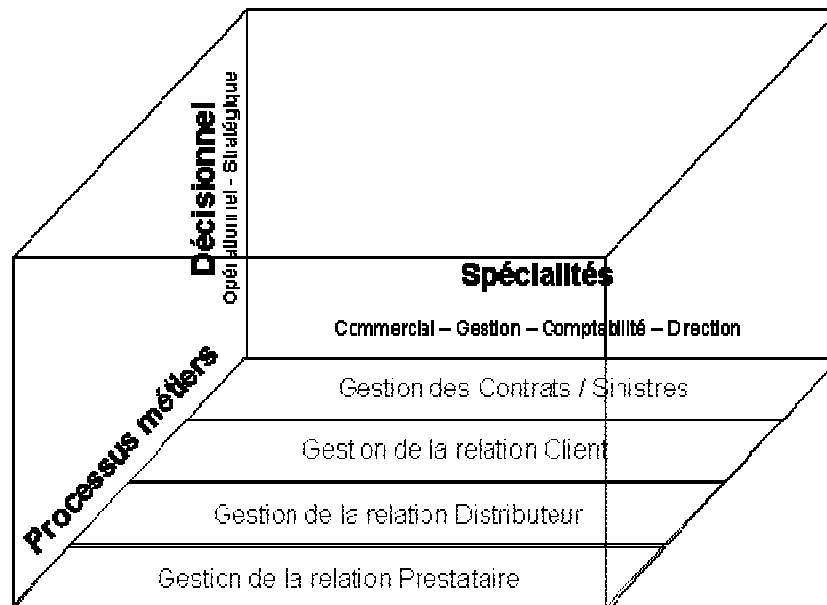 Décisionnel
Opérationnel - Stratégique
Spécialités
Commercial – Gestion – Comptabilité – Direction
Processus métiers
Gestion des Contrats / Sinistres
Gestion de la relation Client
Gestion de la relation Distributeur
Gestion de la relation Prestataire